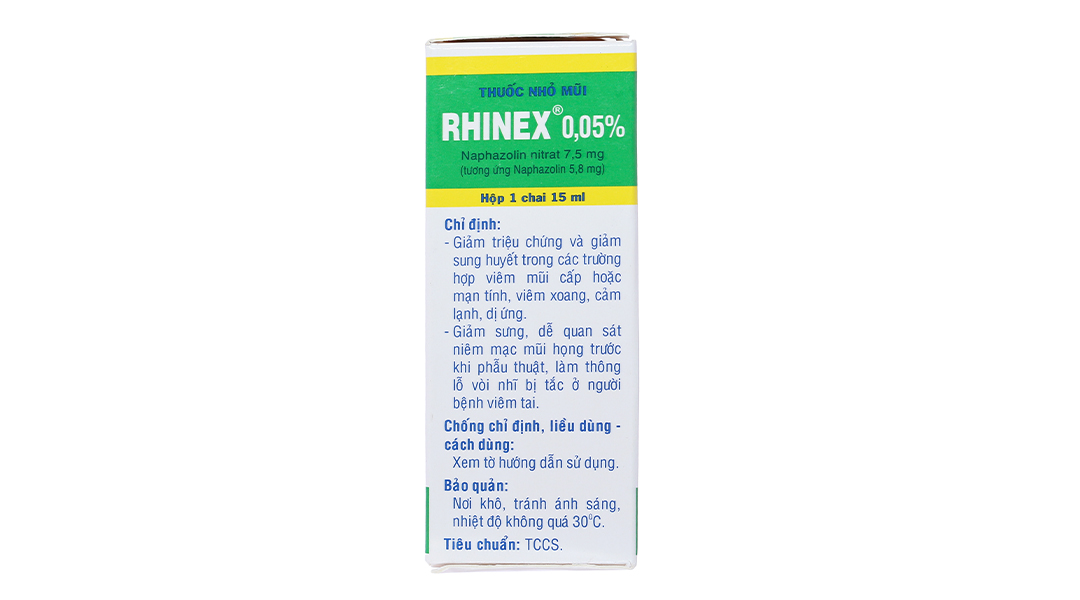 THUỐC NHỎ MŨI
RHINEX® 0,05%
Naphazolin nitrat 7,5 mg
(tương ứng Naphazolin 5,8 mg)
Hộp 1 chai 15 ml
Chỉ định:
- Giảm triệu chứng và giảm
sung huyết trong các trường
hợp viêm mũi cấp hoặc
mạn tính, viêm xoang, cảm
lạnh, dị ứng.
- Giảm sưng, dễ quan sát
niêm mạc mũi họng trước
khi phẫu thuật, làm thông
lỗ vòi nhĩ bị tắc ở người
bệnh viêm tai.
Chống chỉ định, liều dùng -
cách dùng:
Xem tờ hướng dẫn sử dụng.
Bảo quản:
Nơi khô, tránh ánh sáng,
nhiệt độ không quá 30⁰C.
Tiêu chuẩn: TCCS.